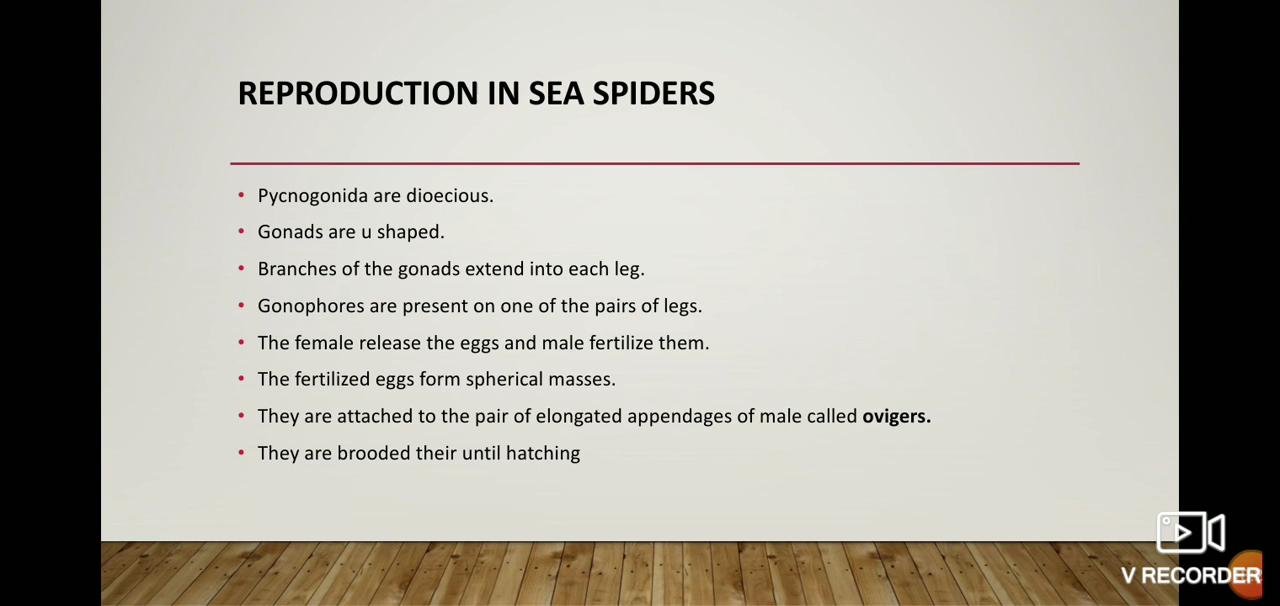 REPRODUCTION IN SEA SPIDERS
• Pycnogonida are dioecious.
• Gonads are u shaped.
• Branches of the gonads extend into each leg.
• Gonophores are present on one of the pairs of legs.
• The female release the eggs and male fertilize them.
• The fertilized eggs form spherical masses.
• They are attached to the pair of elongated appendages of male called ovigers.
• They are brooded their until hatching
V RECORDER